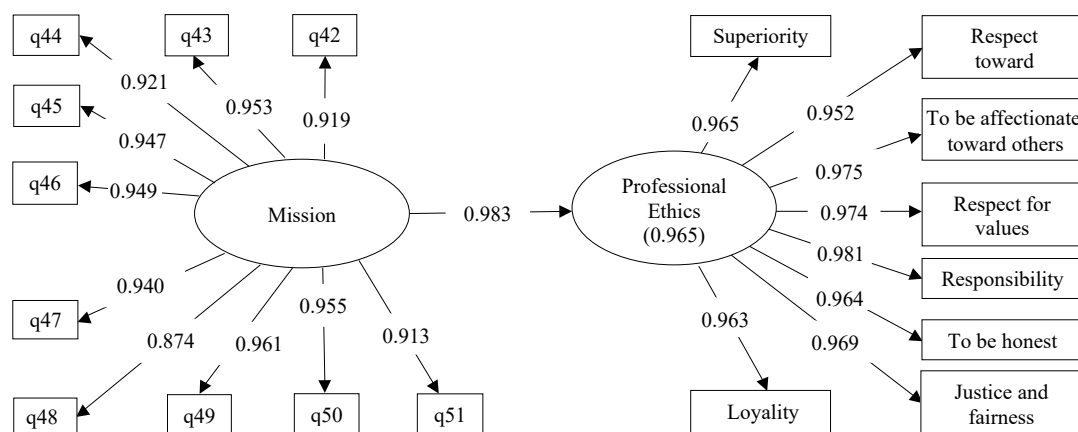 q44
q43
q42
Superiority
Respect
toward
0.921
0.953
0.919
0.965
0.952
q45
0.947
To be affectionate
toward others
0.975
q46
0.949
Mission
0.983
Professional
Ethics
(0.965)
0.974
Respect for
values
0.981
Responsibility
0.940
0.955
0.964
q47
0.874
0.961
0.913
0.963
0.969
To be honest
q48
q49
q50
q51
Loyality
Justice and
fairness